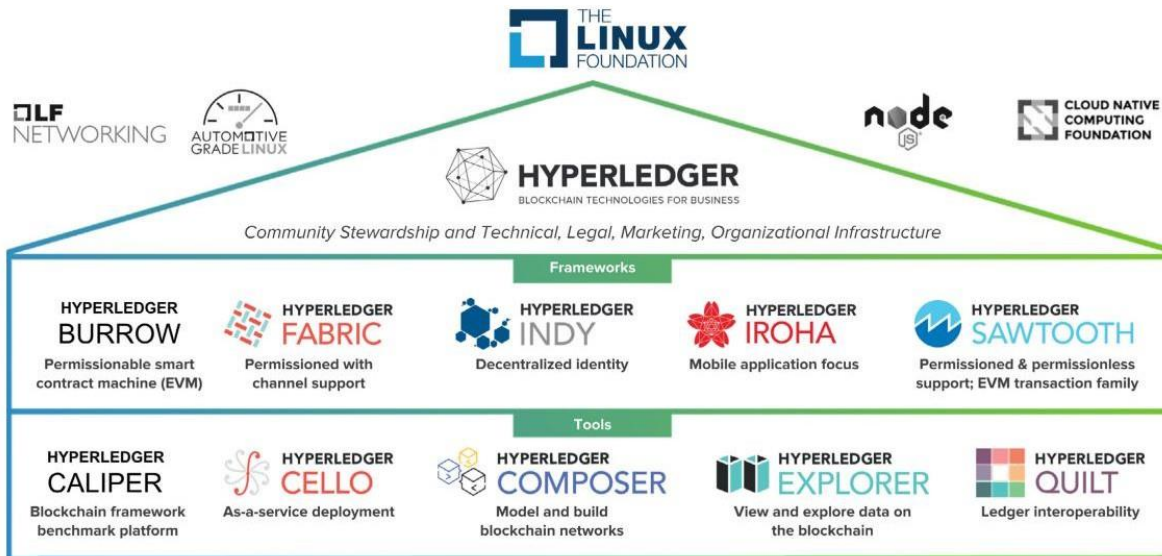 THE
LINUX
FOUNDATION
LF
NETWORKING
AUTOMOTIVE
GRADE LINUX
node
JS
CLOUD NATIVE
COMPUTING
FOUNDATION
HYPERLEDGER
BLOCKCHAIN TECHNOLOGIES FOR BUSINESS
Community Stewardship and Technical, Legal, Marketing, Organizational Infrastructure
Frameworks
HYPERLEDGER
BURROW
Permissionable smart
contract machine (EVM)
HYPERLEDGER
FABRIC
Permissioned with
channel support
HYPERLEDGER
INDY
Decentralized identity
HYPERLEDGER
IROHA
Mobile application focus
HYPERLEDGER
SAWTOOTH
Permissioned & permissionless
support; EVM transaction family
Tools
HYPERLEDGER
CALIPER
Blockchain framework
benchmark platform
HYPERLEDGER
CELLO
As-a-service deployment
HYPERLEDGER
COMPOSER
Model and build
blockchain networks
HYPERLEDGER
EXPLORER
View and explore data on
the blockchain
HYPERLEDGER
QUILT
Ledger interoperability